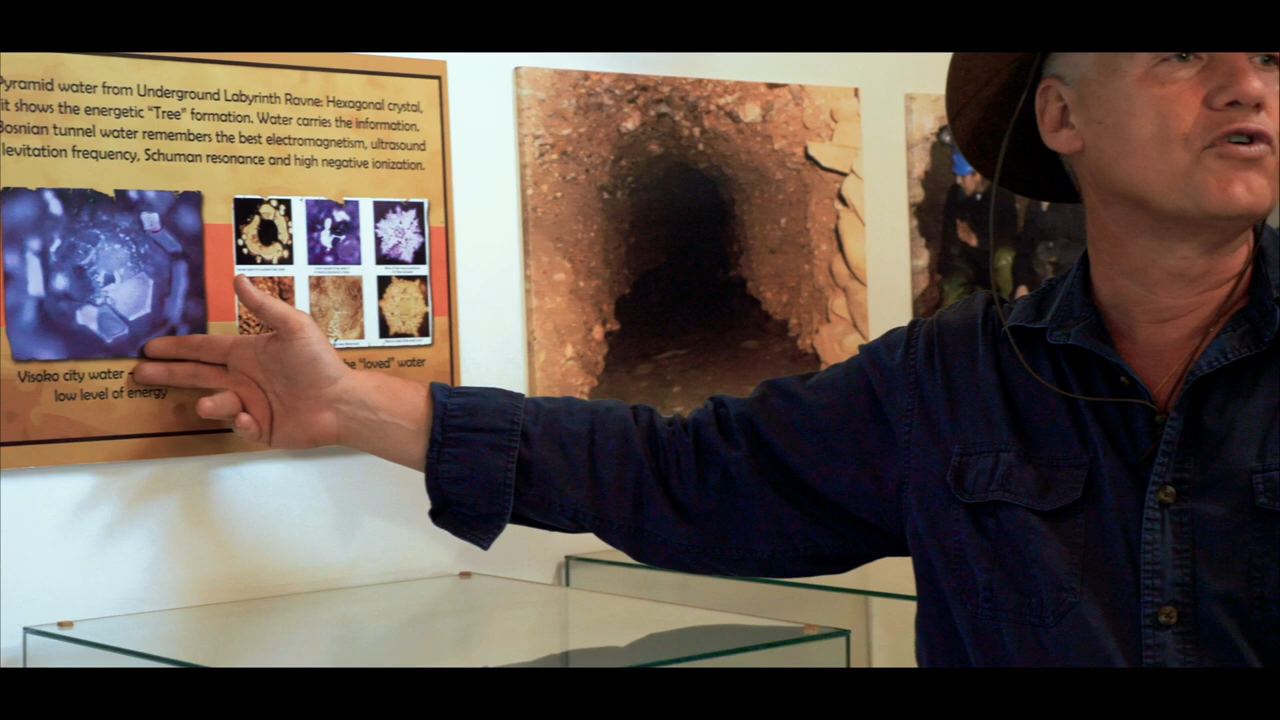 Pyramid water from Underground Labyrinth Ravne: Hexagonal crystal,
it shows the energetic "Tree" formation. Water carries the information.
Bosnian tunnel water remembers the best electromagnetism, ultrasound
levitation frequency, Schuman resonance and high negative ionization.
Visoko city water -
low level of energy
"loved" water